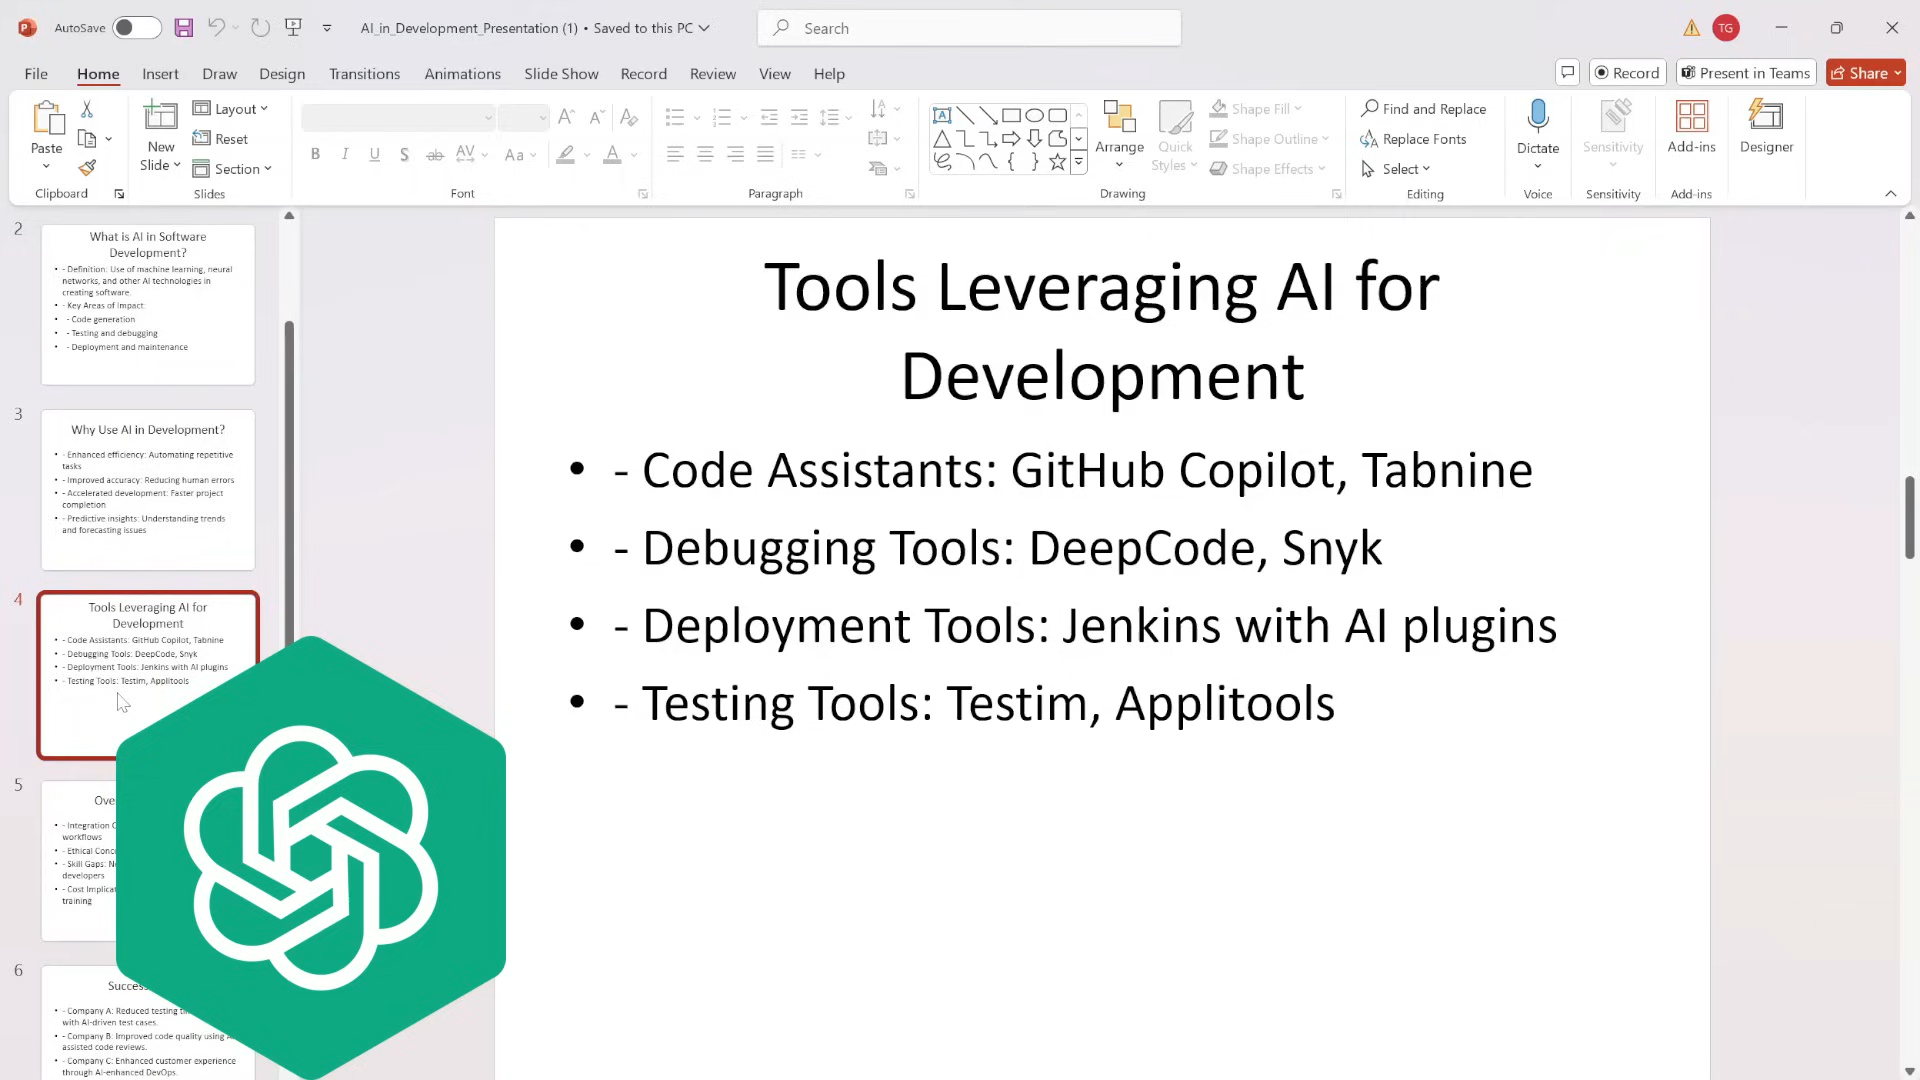 AutoSave
AI_in_Development_Presentation (1) • Saved to this PC
Search
TG
File
Home
Insert
Draw
Design
Transitions
Animations
Slide Show
Record
Review
View
Help
Record
Present in Teams
Share
Paste
Clipboard
New
Slide
Layout
Reset
Section
Slides
B
I
U
S
ab
AV
Aa
A
Font
Paragraph
Arrange
Quick
Styles
Shape Fill
Shape Outline
Shape Effects
Drawing
Find and Replace
Replace Fonts
Select
Editing
Dictate
Voice
Sensitivity
Sensitivity
Add-ins
Add-ins
Designer
2
What is AI in Software
Development?
• - Definition: Use of machine learning, neural
networks, and other AI technologies in
creating software.
• - Key Areas of Impact:
• - Code generation
• - Testing and debugging
• - Deployment and maintenance
3
Why Use AI in Development?
• - Enhanced efficiency: Automating repetitive
tasks
• - Improved accuracy: Reducing human errors
• - Accelerated development: Faster project
completion
• - Predictive insights: Understanding trends
and forecasting issues
4
Tools Leveraging AI for
Development
• - Code Assistants: GitHub Copilot, Tabnine
• - Debugging Tools: DeepCode, Snyk
• - Deployment Tools: Jenkins with AI plugins
• - Testing Tools: Testim, Applitools
5
• - Integration
workflows
• - Ethical
• - Skill Gaps:
developers
• - Cost
training
6
• - Company A: Reduced testing
with AI-driven test cases.
• - Company B: Improved code quality using
assisted code reviews.
• - Company C: Enhanced customer experience
through AI-enhanced DevOps.
Tools Leveraging AI for
Development
• - Code Assistants: GitHub Copilot, Tabnine
• - Debugging Tools: DeepCode, Snyk
• - Deployment Tools: Jenkins with AI plugins
• - Testing Tools: Testim, Applitools